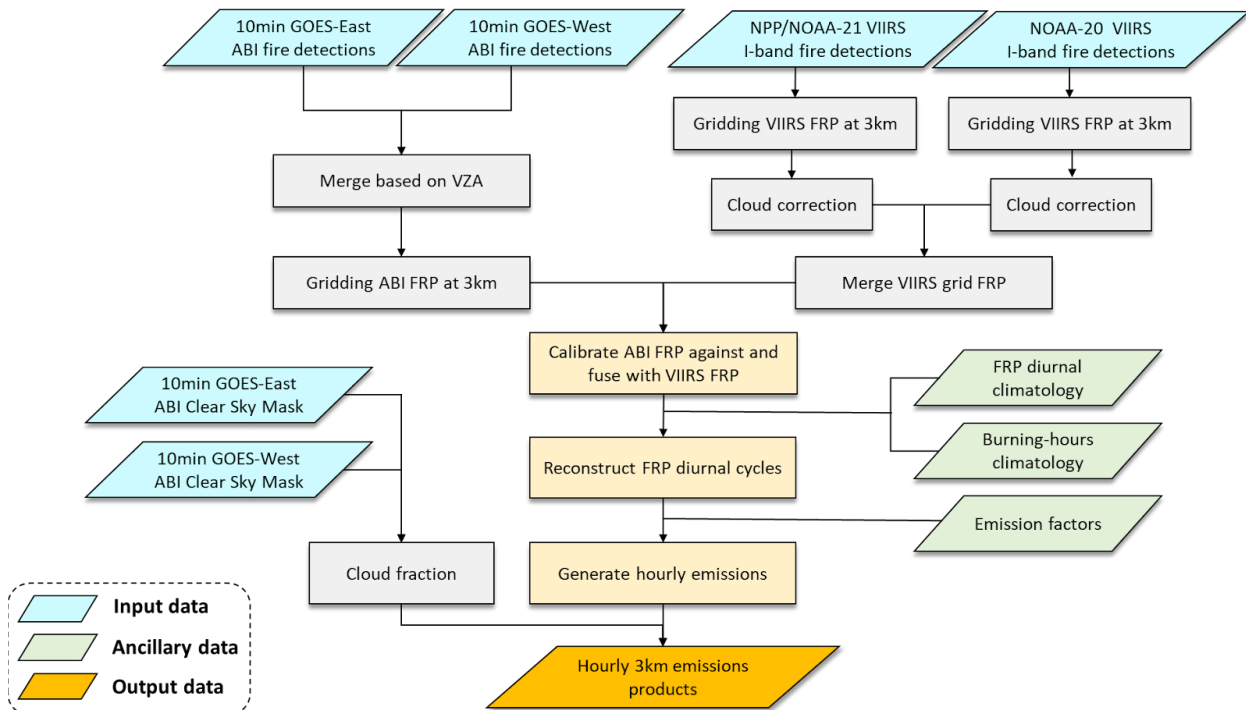 10min GOES-East
ABI fire detections
10min GOES-West
ABI fire detections
NPP/NOAA-21 VIIRS
I-band fire detections
NOAA-20 VIIRS
I-band fire detections
Gridding VIIRS FRP at 3km
Gridding VIIRS FRP at 3km
Merge based on VZA
Cloud correction
Cloud correction
Gridding ABI FRP at 3km
Merge VIIRS grid FRP
Calibrate ABI FRP against and
fuse with VIIRS FRP
10min GOES-East
ABI Clear Sky Mask
FRP diurnal
climatology
10min GOES-West
ABI Clear Sky Mask
Reconstruct FRP diurnal cycles
Burning-hours
climatology
Emission factors
Cloud fraction
Generate hourly emissions
Input data
Ancillary data
Output data
Hourly 3km emissions
products